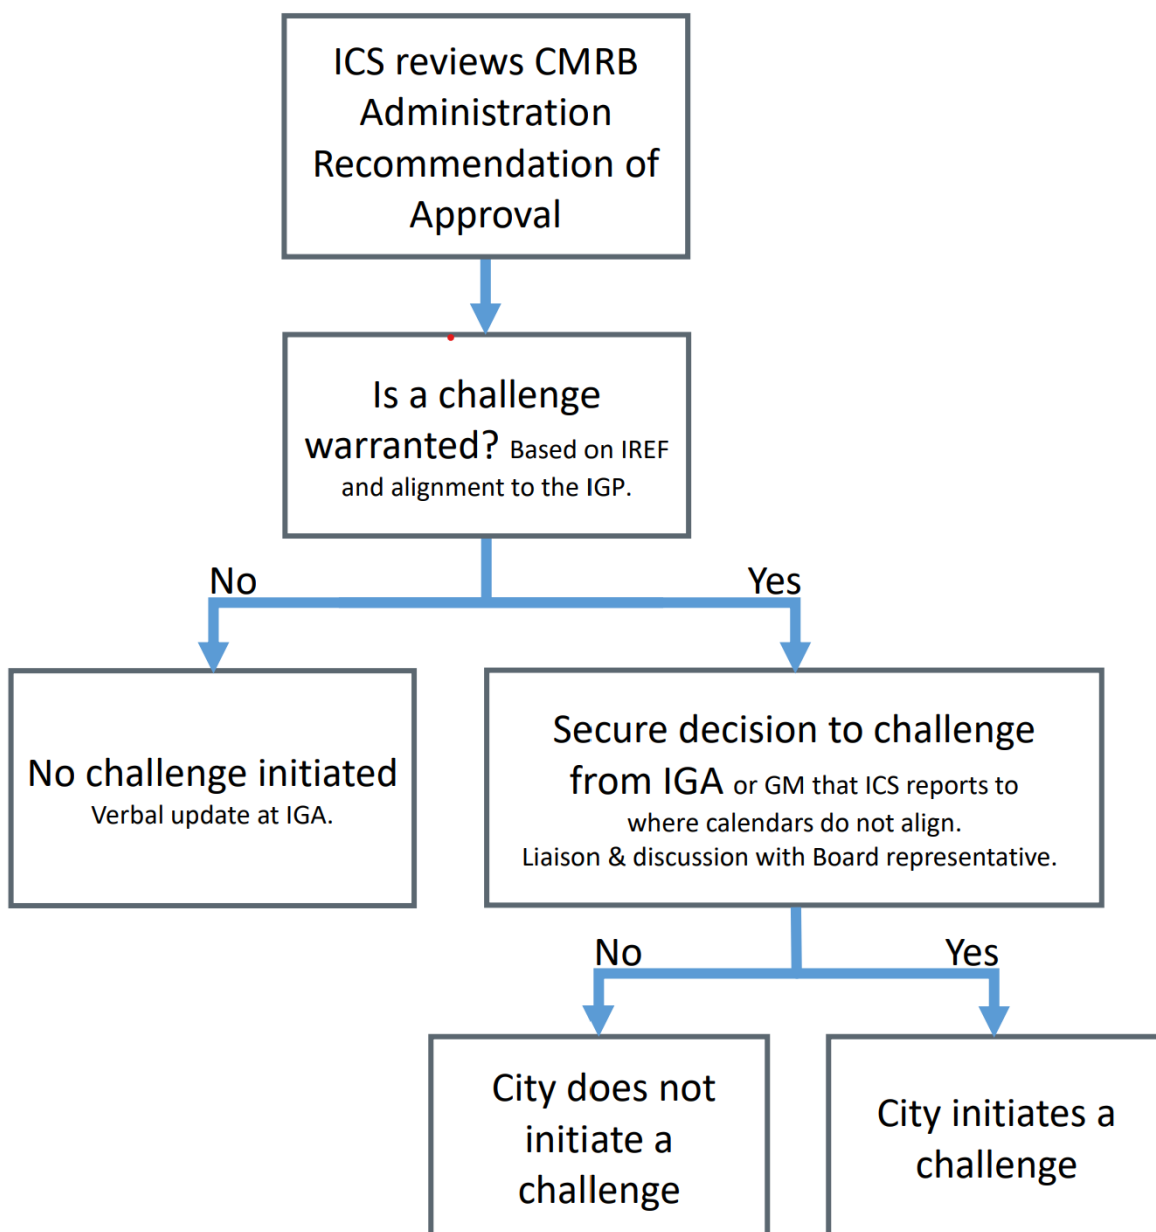 ICS reviews CMRB
Administration
Recommendation of
Approval
Is a challenge
warranted? Based on IREF
and alignment to the IGP.
No
Yes
No challenge initiated
Verbal update at IGA.
Secure decision to challenge
from IGA or GM that ICS reports to
where calendars do not align.
Liaison & discussion with Board representative.
No
Yes
City does not
initiate a
challenge
City initiates a
challenge